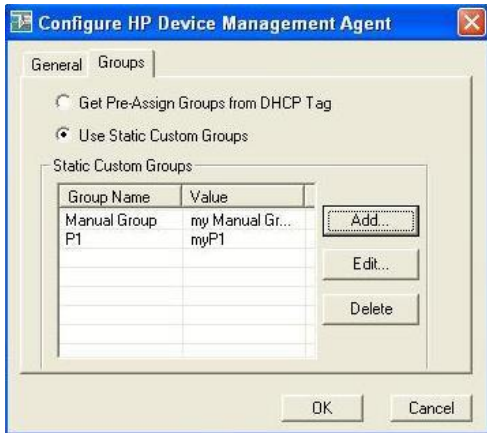 Configure HP Device Management Agent
General Groups
Get Pre-Assign Groups from DHCP Tag
Use Static Custom Groups
Static Custom Groups
Group Name Value
Manual Group my Manual Gr...
P1 myP1
Add...
Edit...
Delete
OK Cancel